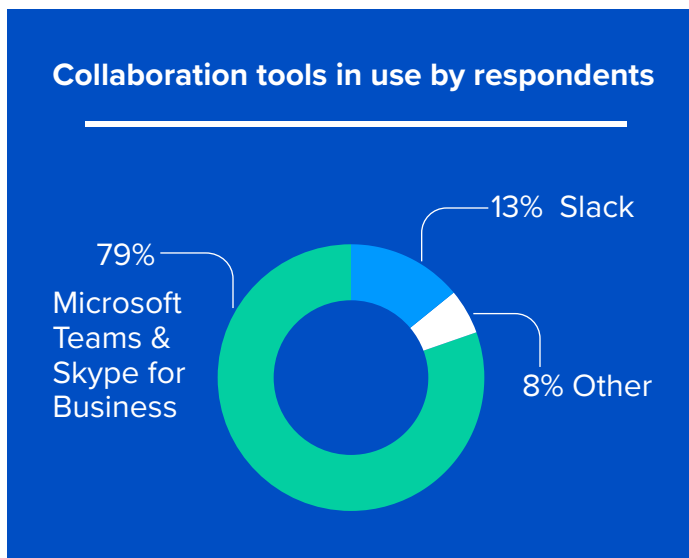 Collaboration tools in use by respondents
13% Slack
79%
Microsoft
Teams &
Skype for
Business
8% Other